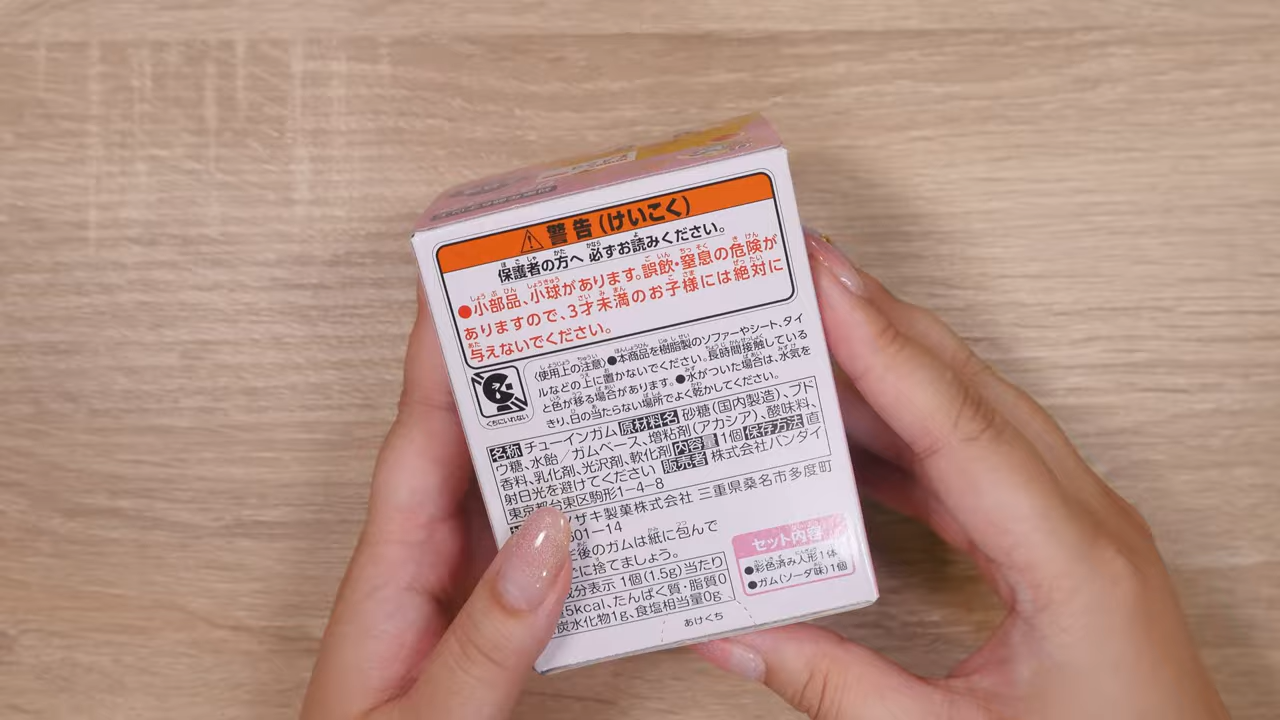 警告(けいこく)
保護者の方へ 必ずお読みください。
●小部品、小球があります。誤飲・窒息の危険が
ありますので、3才未満のお子様には絶対に
与えないでください。
くちにいれない
〈使用上の注意〉●本商品を樹脂製のソファーやシート、タイ
ルなどの上に置かないでください。長時間接触している
と色が移る場合があります。●水がついた場合は、水気を
きり、日の当たらない場所でよく乾かしてください。
名称 チューインガム 原材料名 砂糖(国内製造)、ブド
ウ糖、水飴/ガムベース、増粘剤(アカシア)、酸味料、
香料、乳化剤、光沢剤、軟化剤 内容量 1個 保存方法 直
射日光を避けてください 販売者 株式会社バンダイ
東京都台東区駒形1-4-8
ザキ製菓株式会社 三重県桑名市多度町
601-14
後のガムは紙に包んで
に捨てましょう。
成分表示 1個(1.5g)当たり
5kcal、たんぱく質・脂質0
炭水化物1g、食塩相当量0g
セット内容
●彩色済み人形1体
●ガム(ソーダ味)1個
あけくち